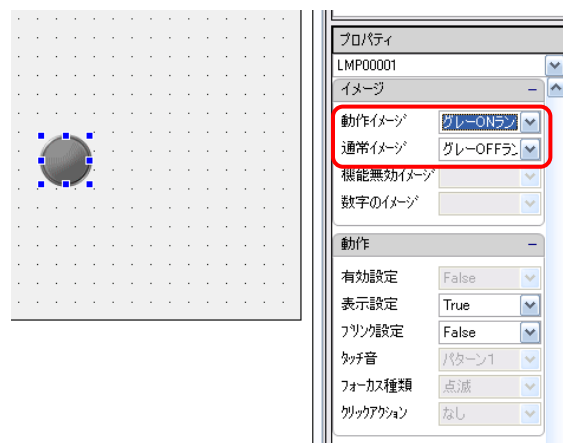 プロパティ
LMP00001
イメージ
動作イメージ グレーONラン
通常イメージ グレーOFFラン
機能無効イメージ
数字のイメージ
動作
有効設定 False
表示設定 True
ブリンク設定 False
タッチ音 パターン1
フォーカス種類 点滅
クリックアクション なし